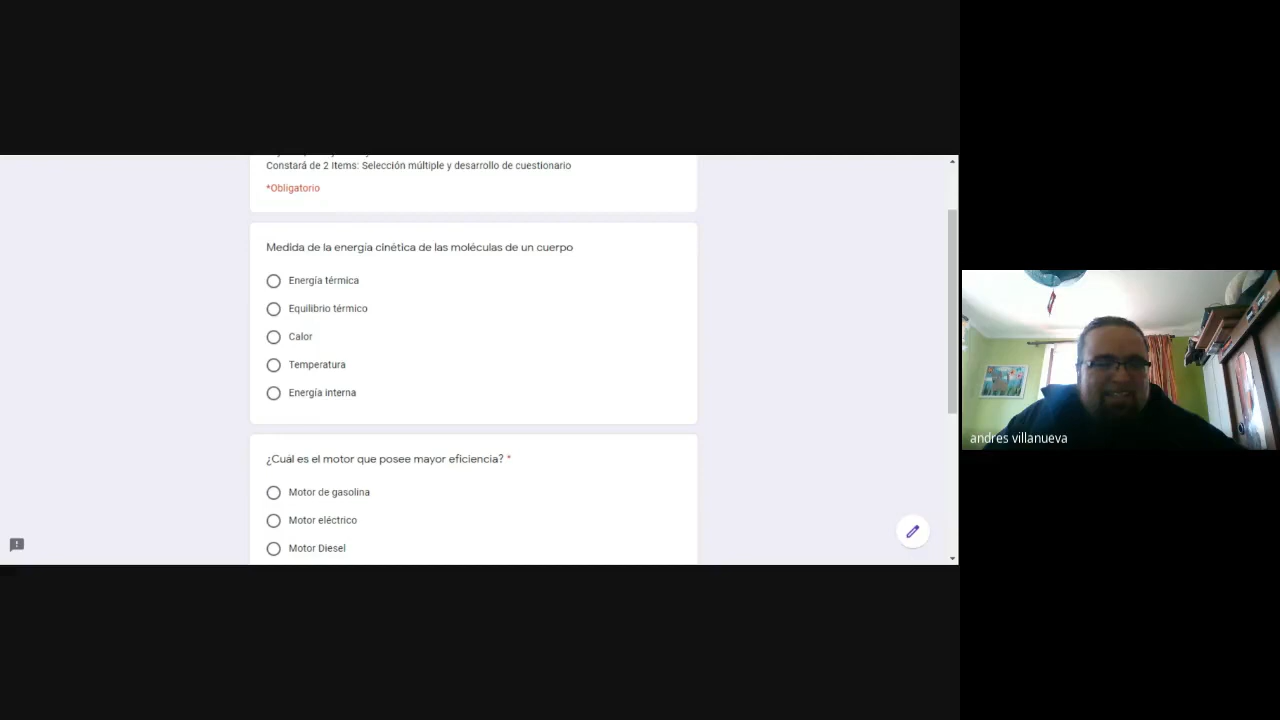 Constará de 2 Items: Selección múltiple y desarrollo de cuestionario
*Obligatorio
Medida de la energía cinética de las moléculas de un cuerpo
Energía térmica
Equilibrio térmico
Calor
Temperatura
Energía interna
¿Cuál es el motor que posee mayor eficiencia? *
Motor de gasolina
Motor eléctrico
Motor Diesel
andres villanueva